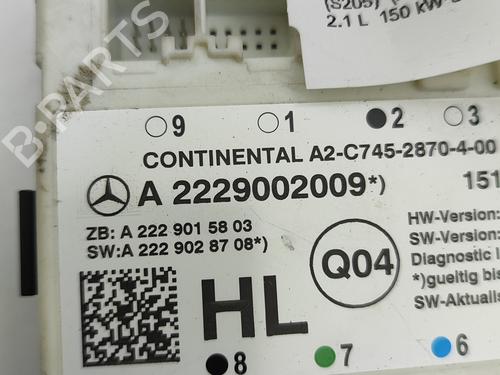 (S205)
2.1 L 150 kW-
B-PARTS
9 1 2 3
CONTINENTAL A2-C745-2870-4-00
A 2229002009*) 151
ZB: A 222 901 58 03
SW:A 222 902 87 08*)
HW-Version:
SW-Version:
Diagnostic I
*)gueltig bis
SW-Aktualis
Q04
HL
8 7 6